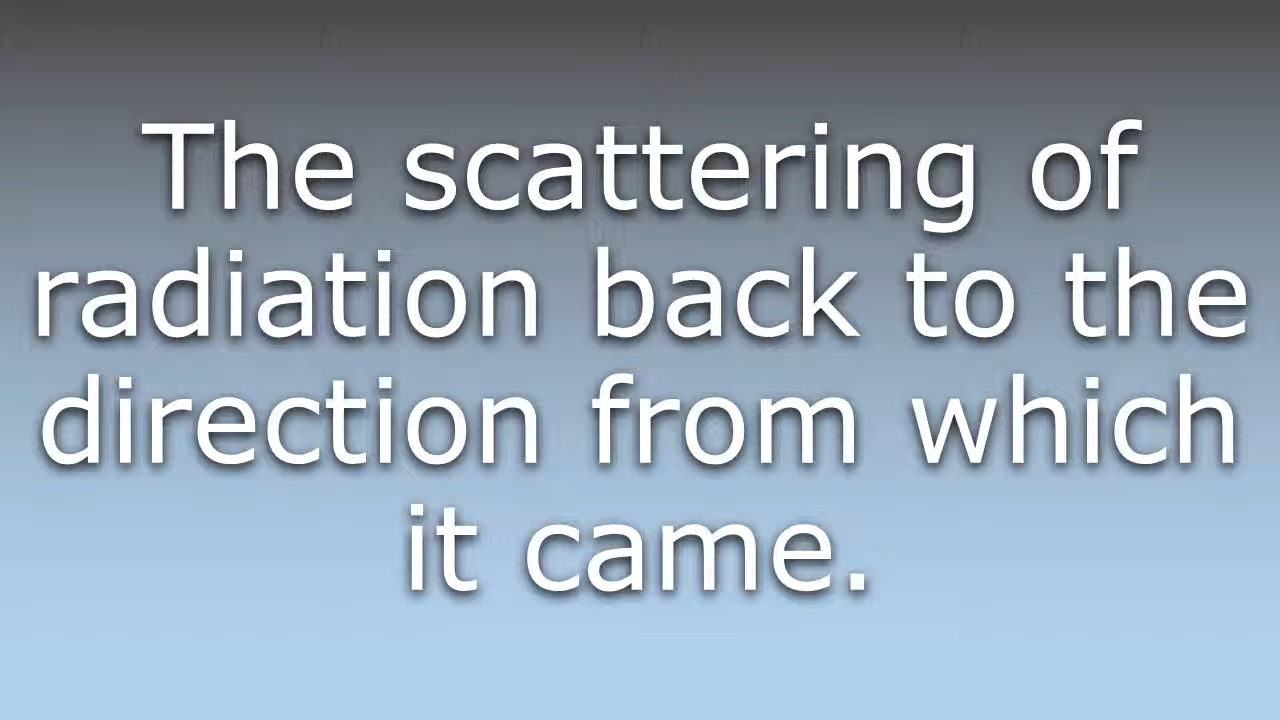 The scattering of
radiation back to the
direction from which
it came.